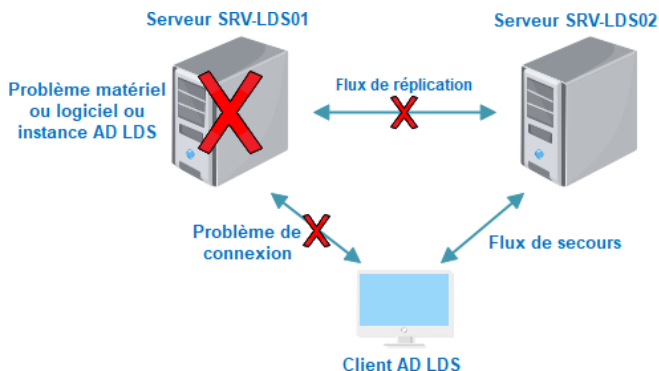 Serveur SRV-LDS01
Serveur SRV-LDS02
Problème matériel
ou logiciel ou
instance AD LDS
Flux de réplication
Problème de
connexion
Flux de secours
Client AD LDS